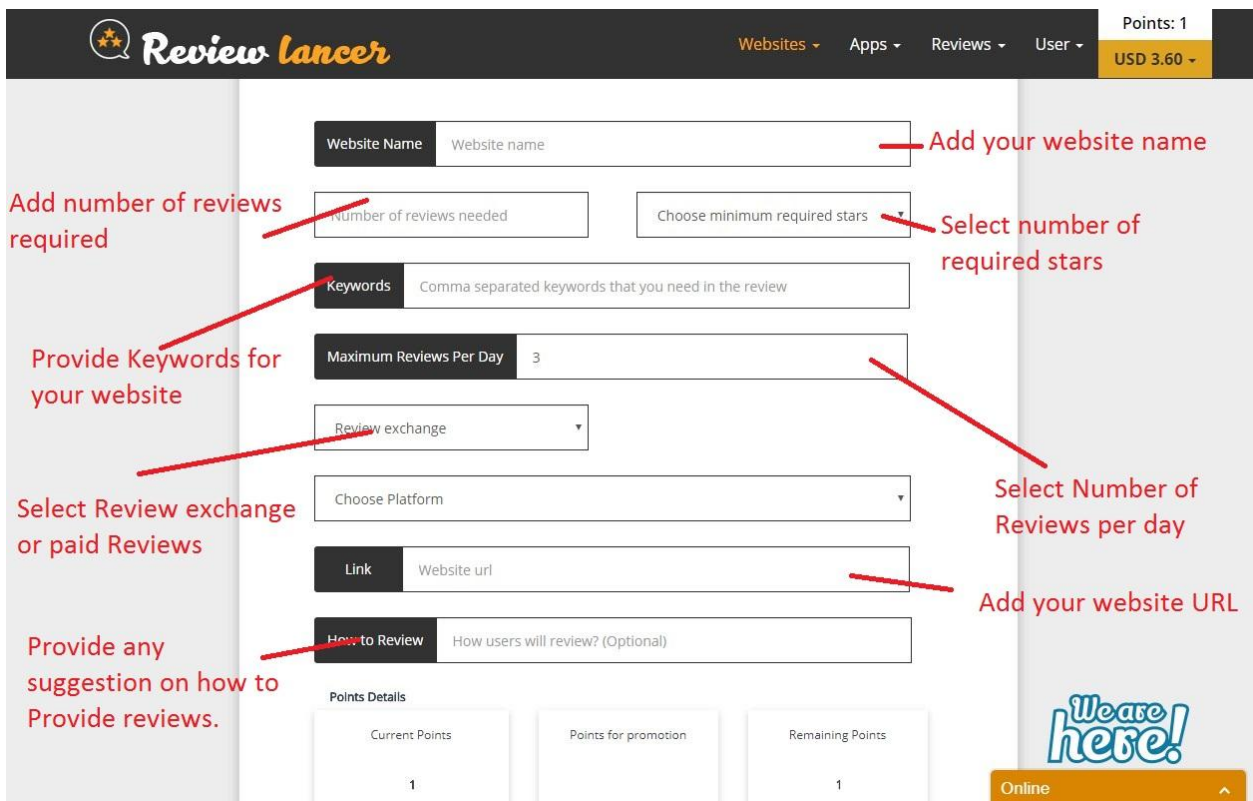 Review lancer
Websites Apps Reviews User
Points: 1
USD 3.60
Website Name Website name
Add your website name
Add number of reviews
required
Number of reviews needed
Choose minimum required stars
Select number of
required stars
Keywords Comma separated keywords that you need in the review
Provide Keywords for
your website
Maximum Reviews Per Day 3
Review exchange
Select Review exchange
or paid Reviews
Choose Platform
Select Number of
Reviews per day
Link Website url
Add your website URL
How to Review How users will review? (Optional)
Provide any
suggestion on how to
Provide reviews.
Points Details
Current Points Points for promotion Remaining Points
1 1
We are
here!
Online